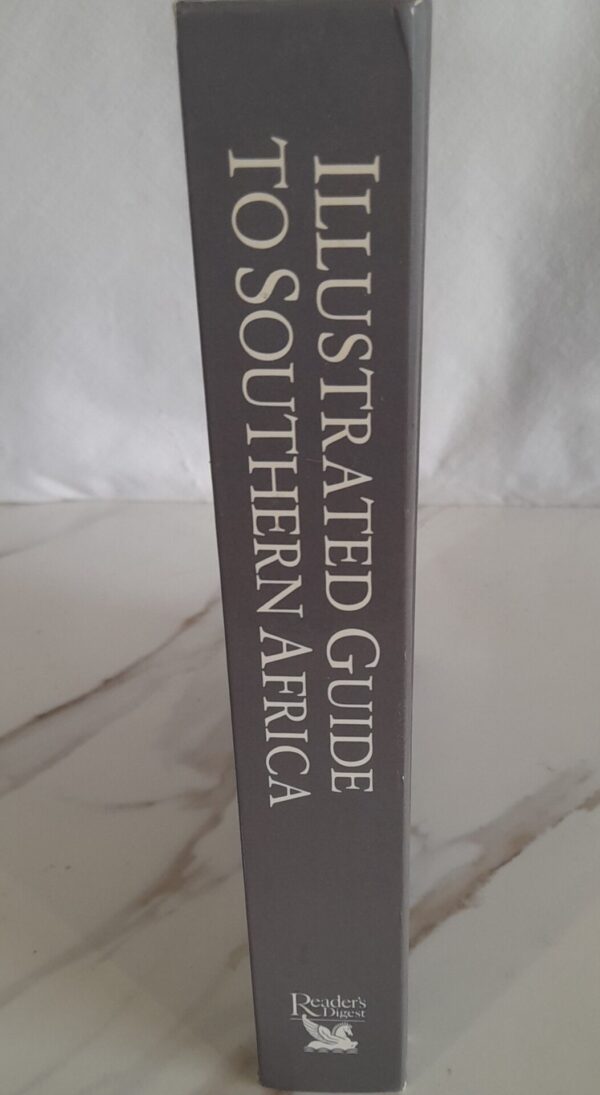 ILLUSTRATED GUIDE
TO SOUTHERN AFRICA
Reader's
Digest